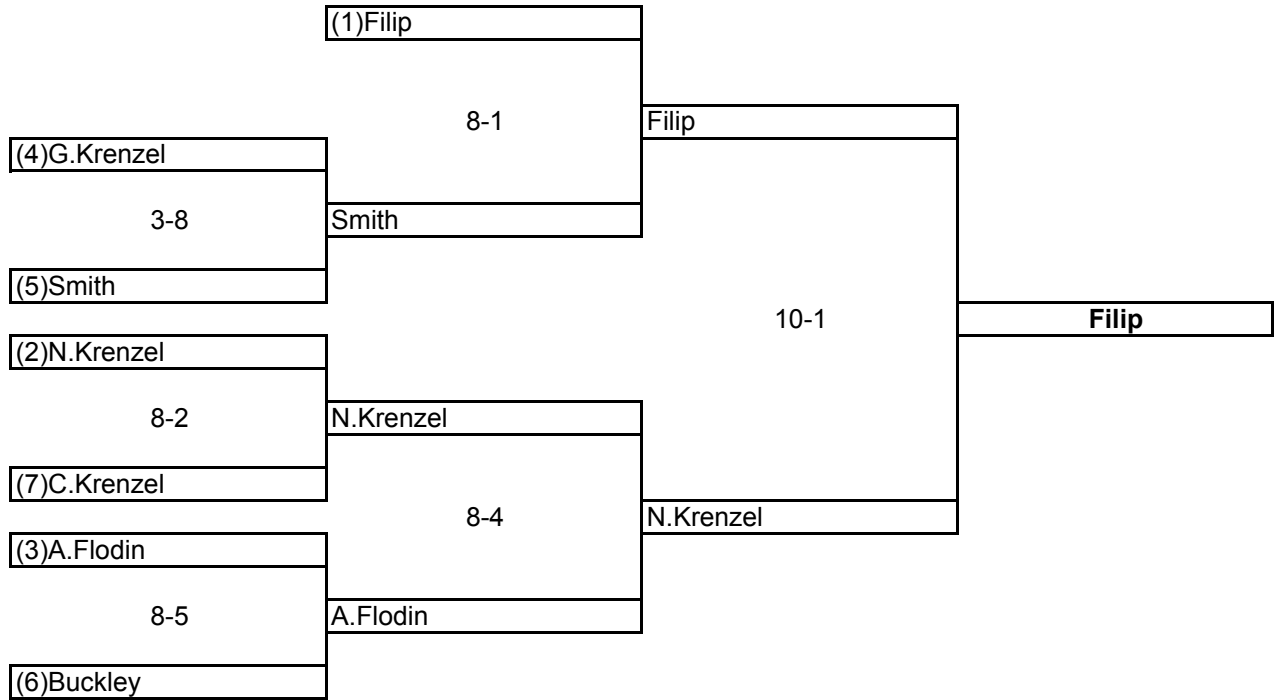 (1)Filip
8-1
Filip
(4)G.Krenzel
3-8
Smith
(5)Smith
10-1
Filip
(2)N.Krenzel
8-2
N.Krenzel
(7)C.Krenzel
8-4
N.Krenzel
(3)A.Flodin
8-5
A.Flodin
(6)Buckley